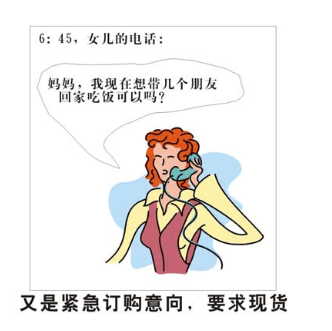 6：45，女儿的电话：
妈妈，我现在想带几个朋友
回家吃饭可以吗？
又是紧急订购意向，要求现货